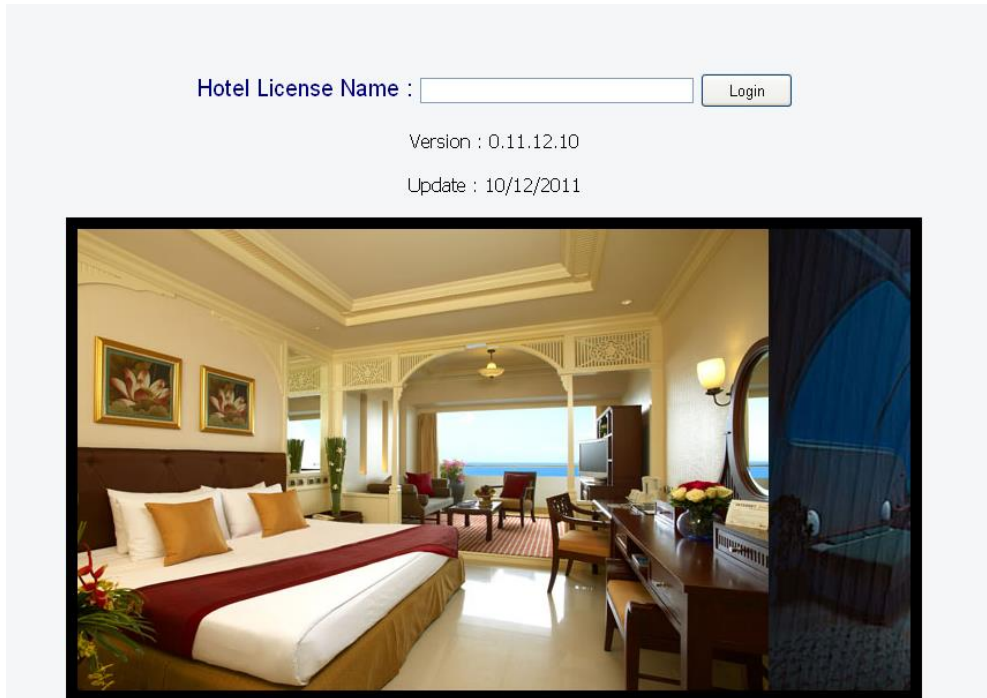 Hotel License Name :
Login
Version : 0.11.12.10
Update : 10/12/2011